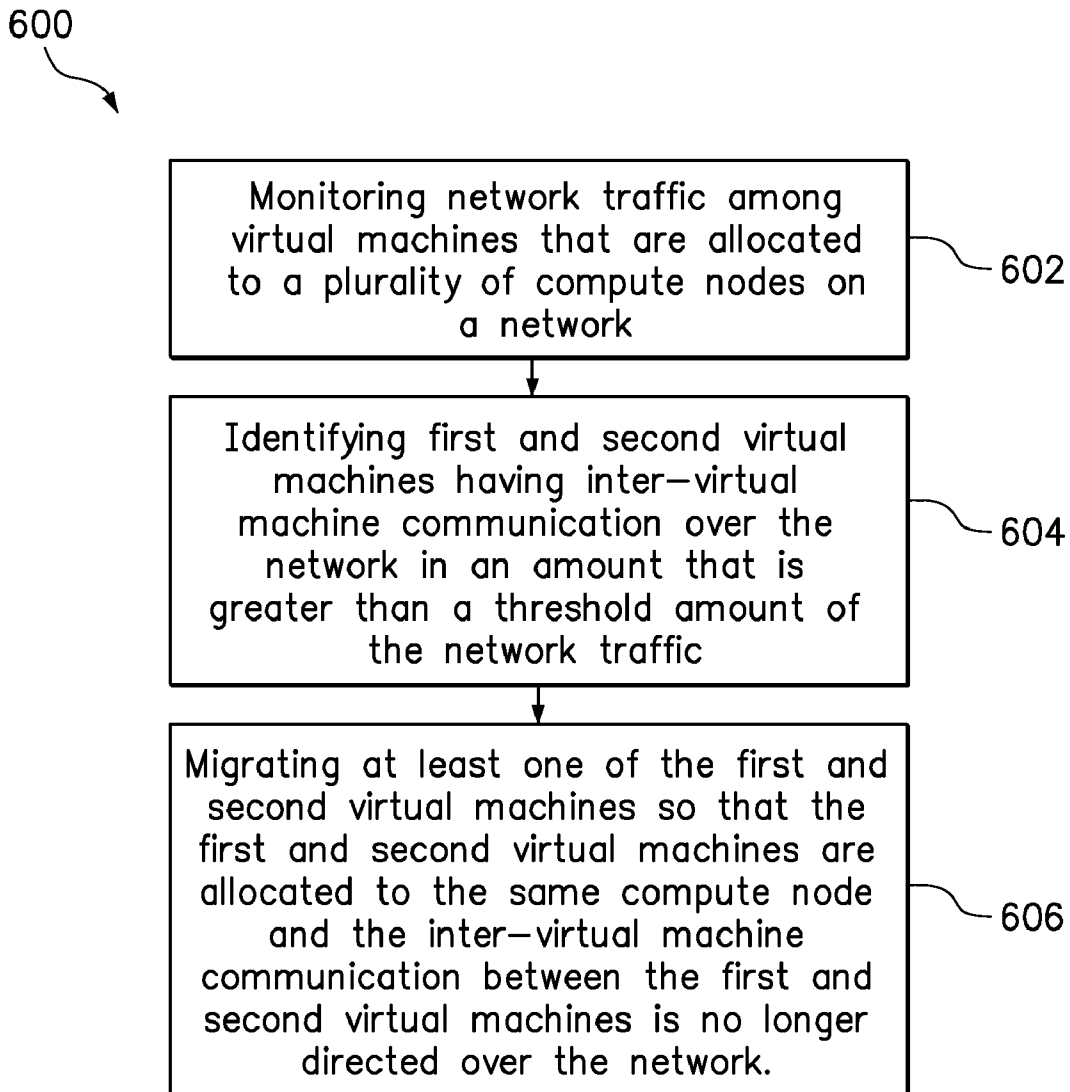 600
Monitoring network traffic among
virtual machines that are allocated
to a plurality of compute nodes on
a network
602
Identifying first and second virtual
machines having inter-virtual
machine communication over the
network in an amount that is
greater than a threshold amount of
the network traffic
604
Migrating at least one of the first and
second virtual machines so that the
first and second virtual machines are
allocated to the same compute node
and the inter-virtual machine
communication between the first and
second virtual machines is no longer
directed over the network.
606